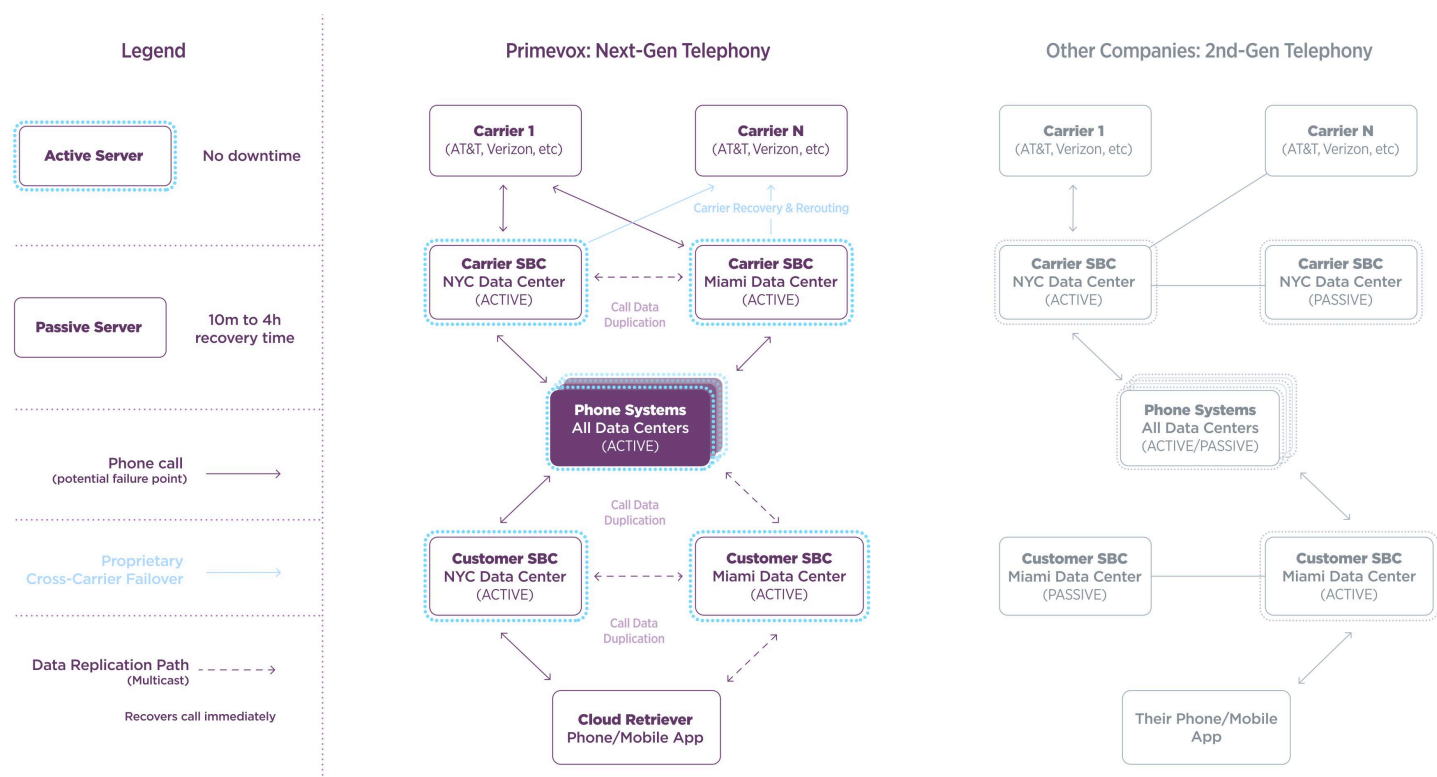 Legend
Active Server
No downtime
Passive Server
10m to 4h
recovery time
Phone call
(potential failure point)
Proprietary
Cross-Carrier Failover
Data Replication Path
(Multicast)
Recovers call immediately
Primevox: Next-Gen Telephony
Carrier 1
(AT&T, Verizon, etc)
Carrier N
(AT&T, Verizon, etc)
Carrier Recovery & Rerouting
Carrier SBC
NYC Data Center
(ACTIVE)
Call Data
Duplication
Carrier SBC
Miami Data Center
(ACTIVE)
Phone Systems
All Data Centers
(ACTIVE)
Call Data
Duplication
Customer SBC
NYC Data Center
(ACTIVE)
Customer SBC
Miami Data Center
(ACTIVE)
Call Data
Duplication
Cloud Retriever
Phone/Mobile App
Other Companies: 2nd-Gen Telephony
Carrier 1
(AT&T, Verizon, etc)
Carrier N
(AT&T, Verizon, etc)
Carrier SBC
NYC Data Center
(ACTIVE)
Carrier SBC
NYC Data Center
(PASSIVE)
Phone Systems
All Data Centers
(ACTIVE/PASSIVE)
Customer SBC
Miami Data Center
(PASSIVE)
Customer SBC
Miami Data Center
(ACTIVE)
Their Phone/Mobile
App